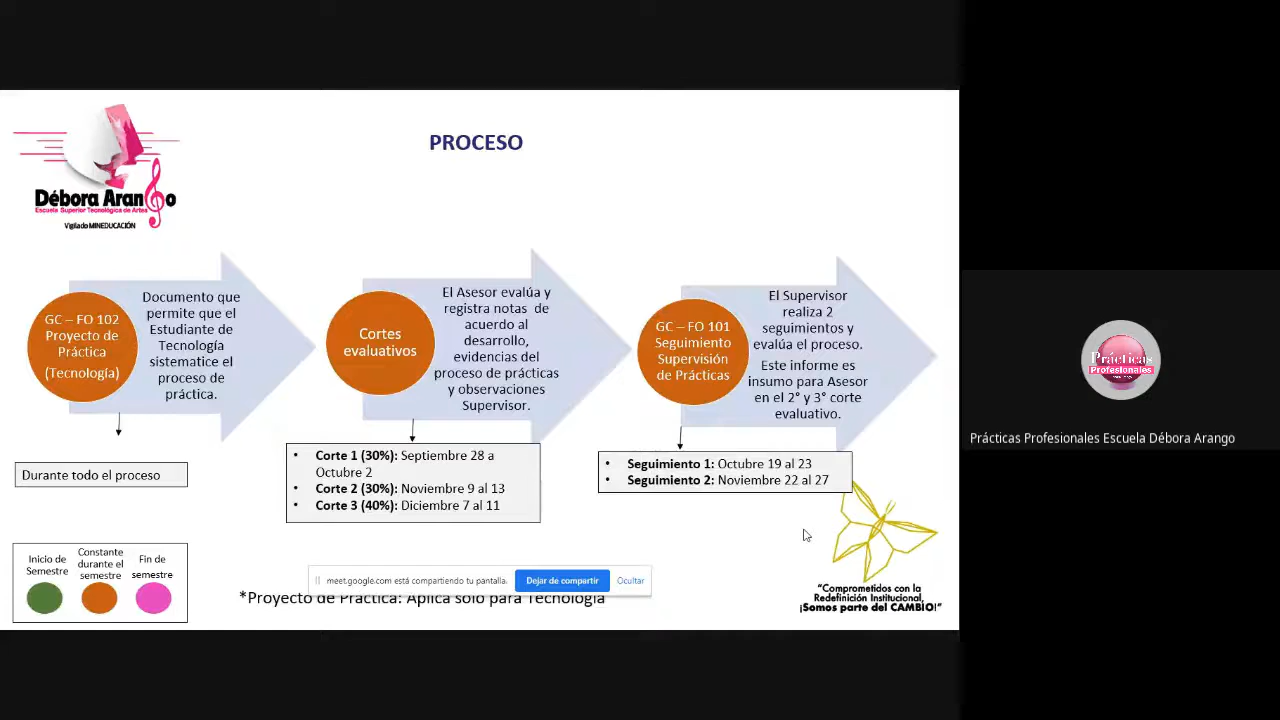 PROCESO
Débora Arango
Escuela Superior Tecnológica de Artes
Vigilado MINEDUCACIÓN
GC – FO 102
Proyecto de
Práctica
(Tecnología)
Documento que
permite que el
Estudiante de
Tecnología
sistematice el
proceso de
práctica.
Durante todo el proceso
Cortes
evaluativos
El Asesor evalúa y
registra notas de
acuerdo al
desarrollo,
evidencias del
proceso de prácticas
y observaciones
Supervisor.
• Corte 1 (30%): Septiembre 28 a
Octubre 2
• Corte 2 (30%): Noviembre 9 al 13
• Corte 3 (40%): Diciembre 7 al 11
GC – FO 101
Seguimiento
Supervisión
de Prácticas
El Supervisor
realiza 2
seguimientos y
evalúa el proceso.
Este informe es
insumo para Asesor
en el 2° y 3° corte
evaluativo.
• Seguimiento 1: Octubre 19 al 23
• Seguimiento 2: Noviembre 22 al 27
Inicio de
Semestre
Constante
durante el
semestre
Fin de
semestre
meet.google.com está compartiendo tu pantalla.
Dejar de compartir
Ocultar
*Proyecto de Práctica: Aplica solo para Tecnología
“Comprometidos con la
Redefinición Institucional,
¡Somos parte del CAMBIO!”
Prácticas
Profesionales
Prácticas Profesionales Escuela Débora Arango